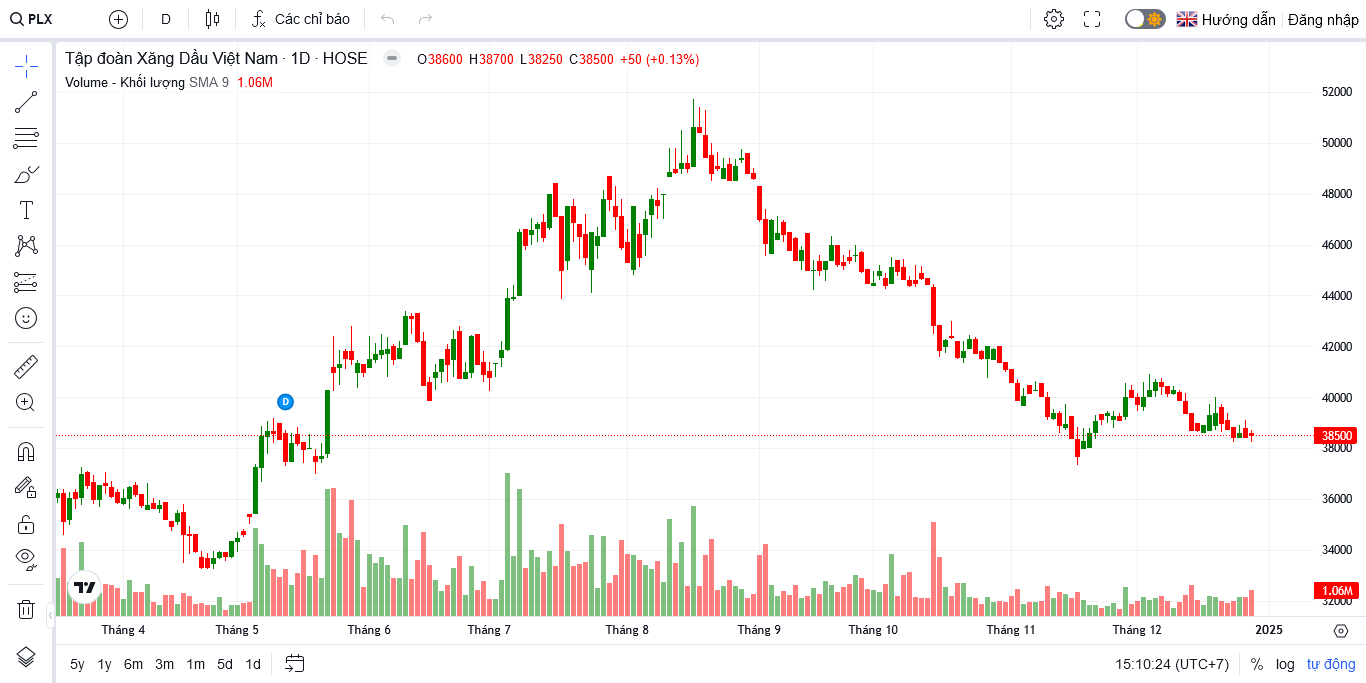 PLX D Các chỉ báo Hướng dẫn Đăng nhập
Tập đoàn Xăng Dầu Việt Nam · 1D · HOSE O38600 H38700 L38250 C38500 +50 (+0.13%)
Volume - Khối lượng SMA 9 1.06M
52000
50000
48000
46000
44000
42000
40000
D
38500
38000
36000
34000
1.06M
32000
Tháng 4 Tháng 5 Tháng 6 Tháng 7 Tháng 8 Tháng 9 Tháng 10 Tháng 11 Tháng 12 2025
5y 1y 6m 3m 1m 5d 1d 15:10:24 (UTC+7) % log tự động